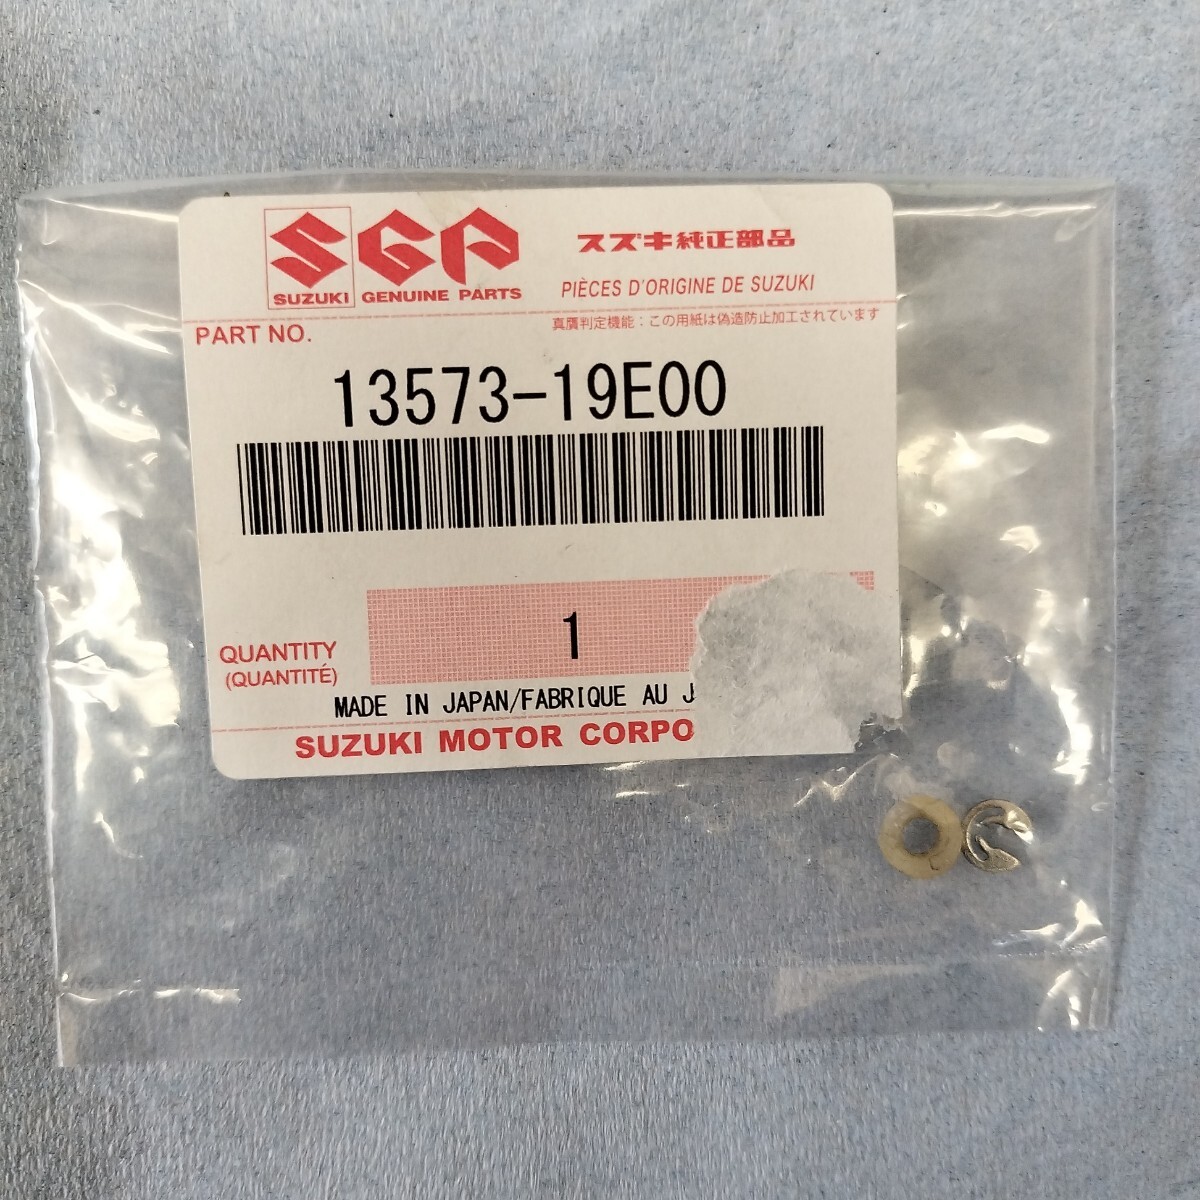 SGP スズキ純正部品
SUZUKI GENUINE PARTS PIÈCES D'ORIGINE DE SUZUKI
PART NO. 真贋判定機能：この用紙は偽造防止加工されています
13573-19E00
1
QUANTITY
(QUANTITÉ)
MADE IN JAPAN/FABRIQUE AU J
SUZUKI MOTOR CORPO